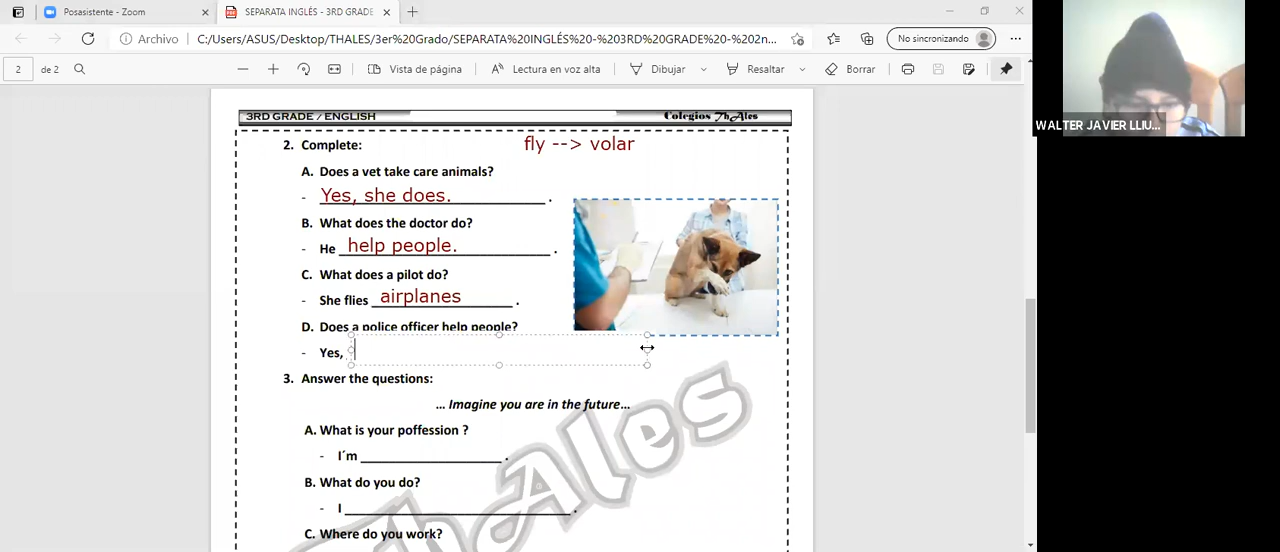 Posasistente - Zoom
SEPARATA INGLÉS - 3RD GRADE
Archivo
C:/Users/ASUS/Desktop/THALES/3er%20Grado/SEPARATA%20INGLÉS%20-%203RD%20GRADE%20-%202n...
No sincronizando
2 de 2
Vista de página
Lectura en voz alta
Dibujar
Resaltar
Borrar
WALTER JAVIER LLIU...
3RD GRADE / ENGLISH
Colegios ThAles
2. Complete:
fly --> volar
A. Does a vet take care animals?
- Yes, she does. .
B. What does the doctor do?
- He help people. .
C. What does a pilot do?
- She flies airplanes .
D. Does a police officer help people?
- Yes,
3. Answer the questions:
... Imagine you are in the future...
A. What is your poffession ?
- I´m ____________________ .
B. What do you do?
- I ________________________________ .
C. Where do you work?
ThAles